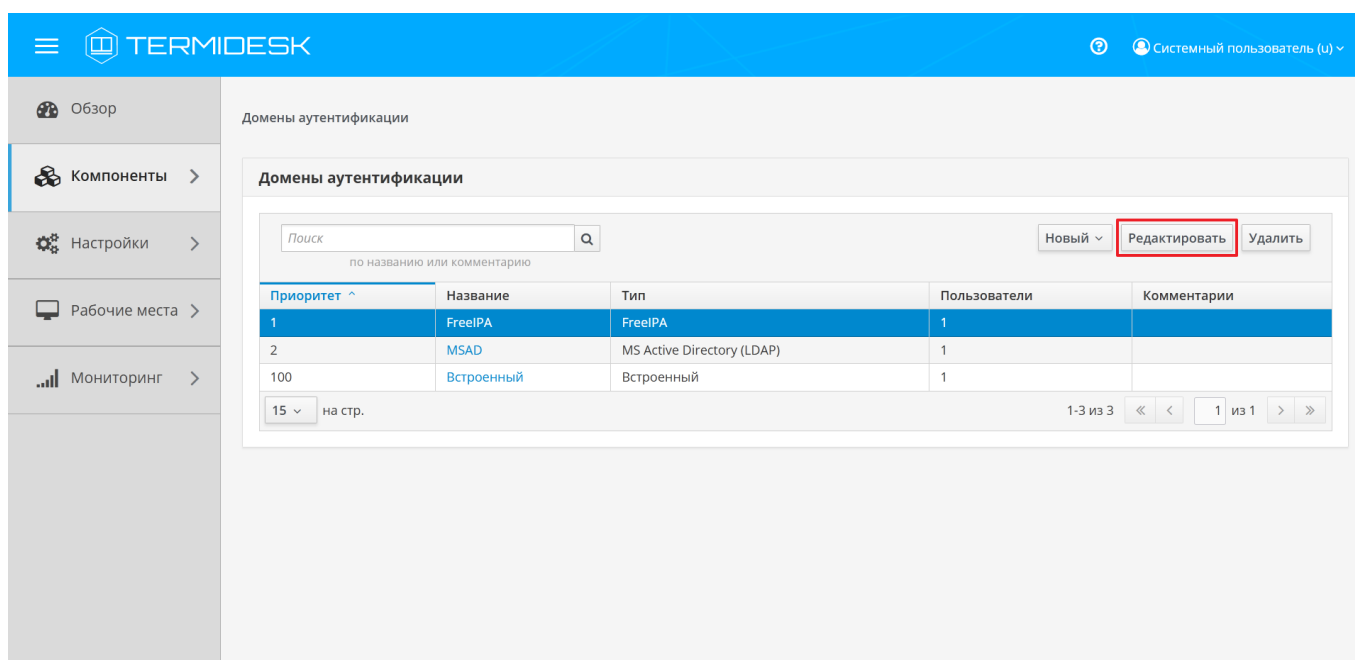 TERMIDESK
Системный пользователь (u)
Обзор
Компоненты
Настройки
Рабочие места
Мониторинг
Домены аутентификации
Домены аутентификации
Поиск
по названию или комментарию
Новый Редактировать Удалить
Приоритет Название Тип Пользователи Комментарии
1 FreeIPA FreeIPA 1
2 MSAD MS Active Directory (LDAP) 1
100 Встроенный Встроенный 1
15 на стр. 1-3 из 3 1 из 1